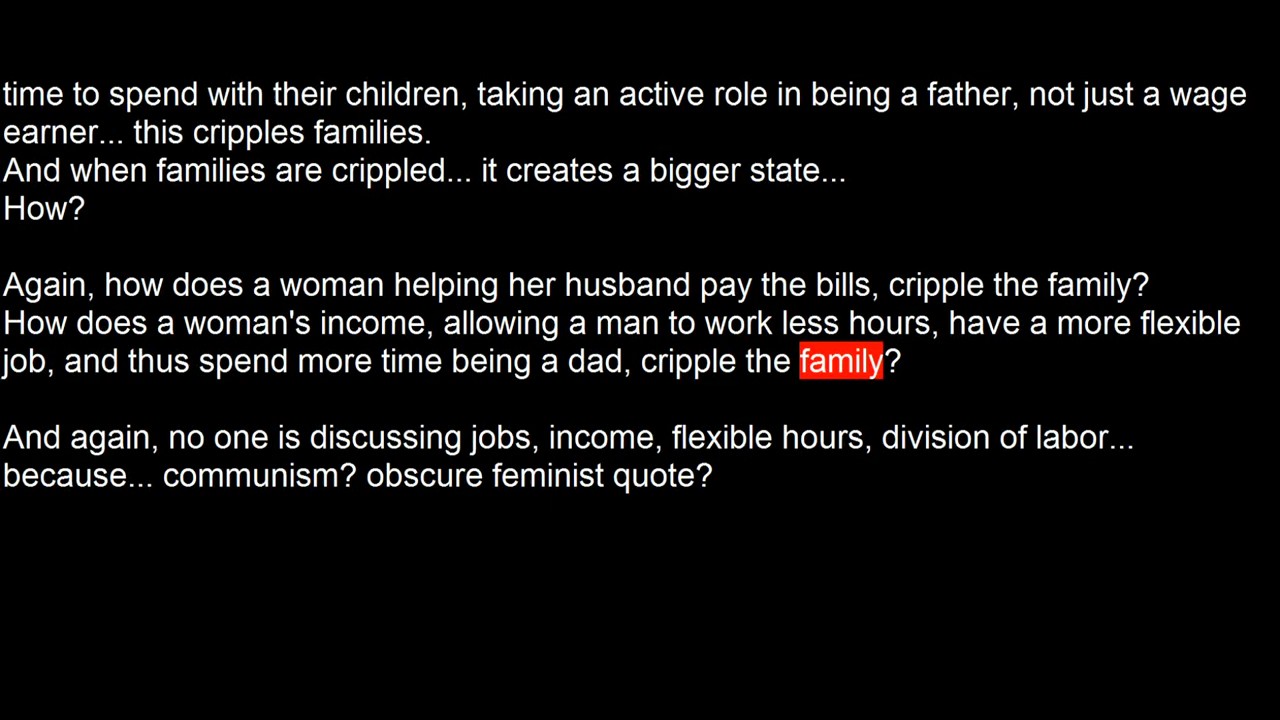 time to spend with their children, taking an active role in being a father, not just a wage
earner... this cripples families.
And when families are crippled... it creates a bigger state...
How?
Again, how does a woman helping her husband pay the bills, cripple the family?
How does a woman's income, allowing a man to work less hours, have a more flexible
job, and thus spend more time being a dad, cripple the family?
And again, no one is discussing jobs, income, flexible hours, division of labor...
because... communism? obscure feminist quote?